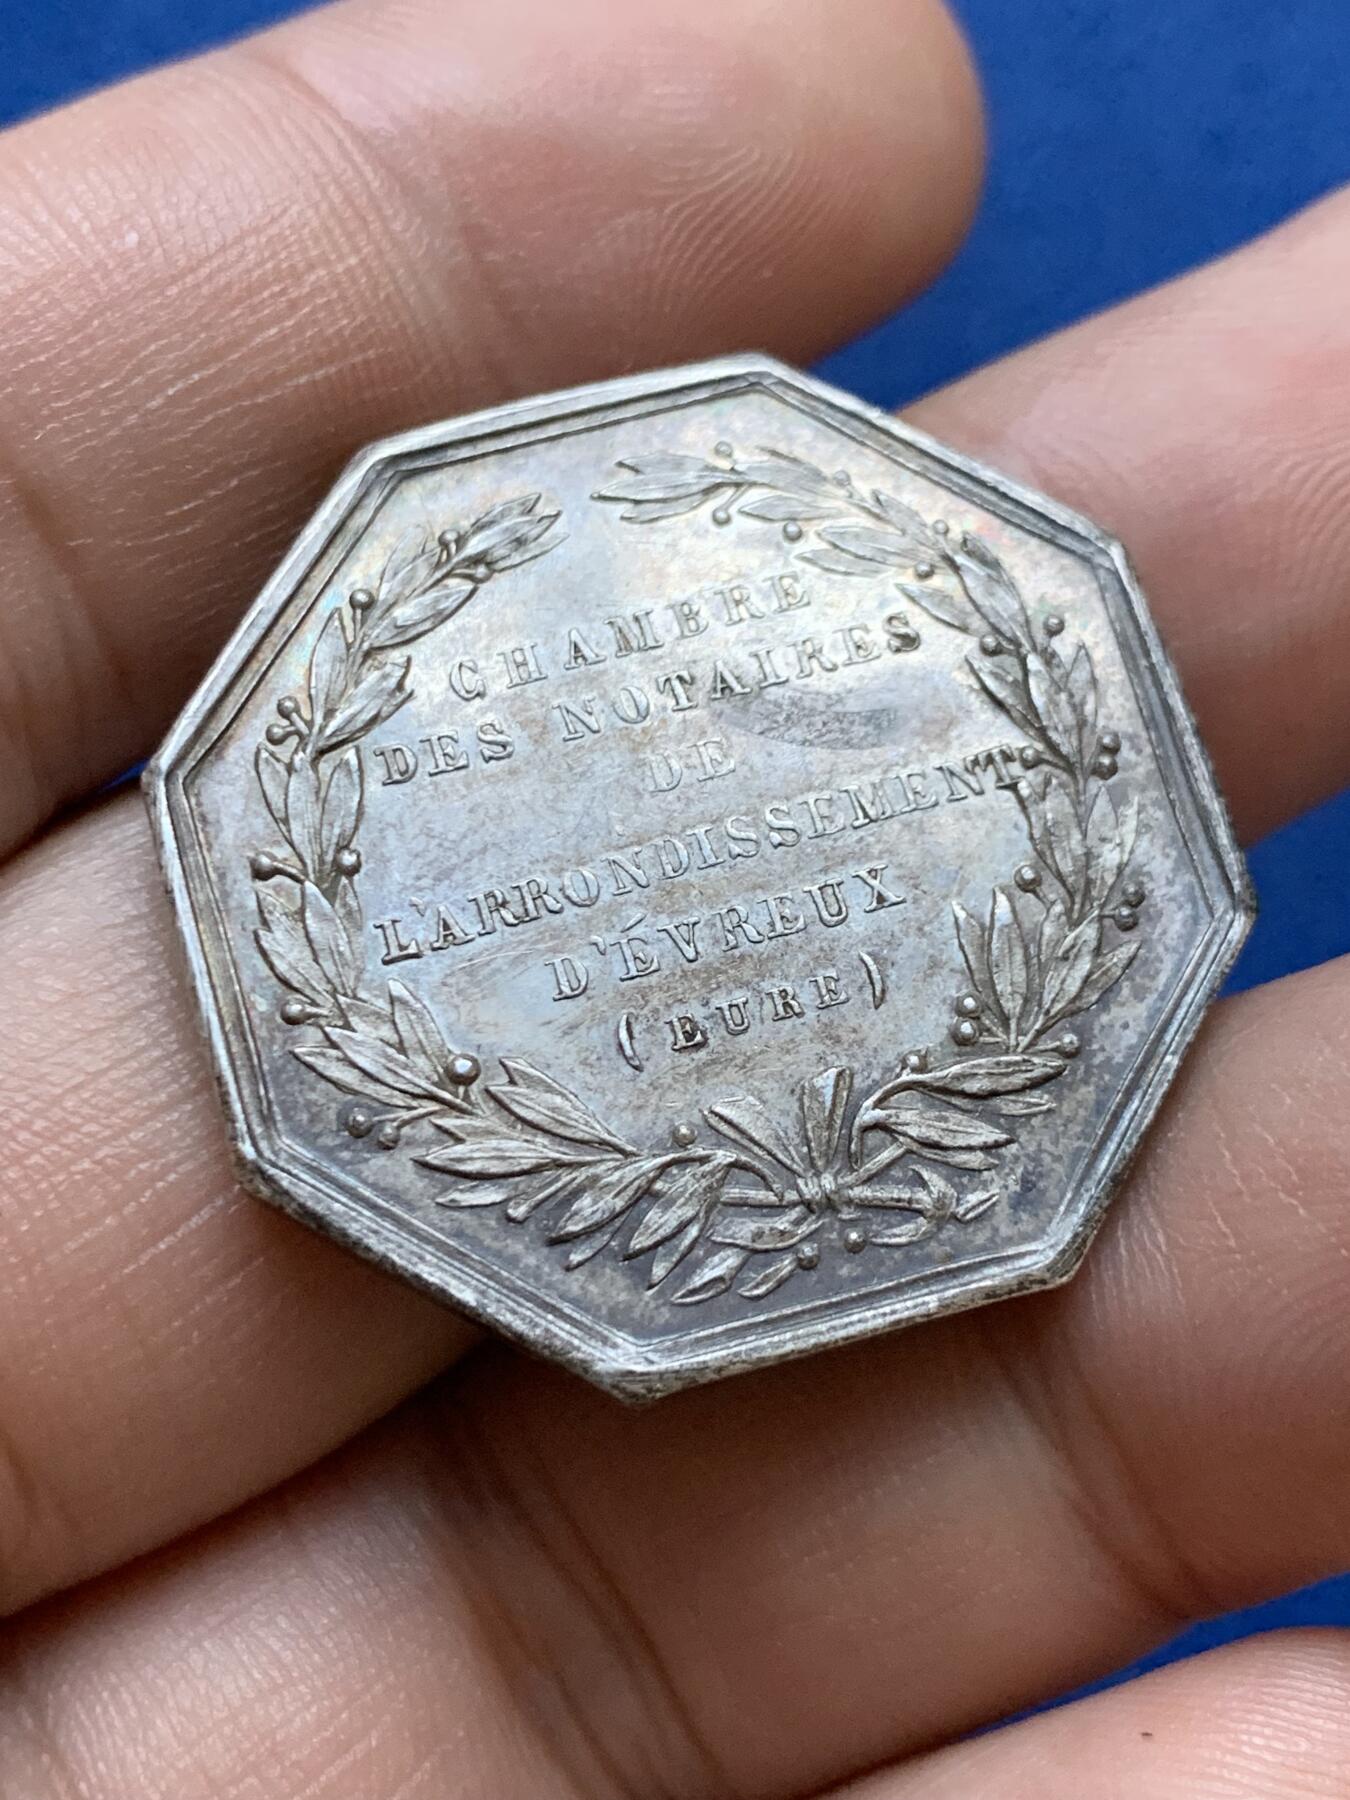 CHAMBRE
DES NOTAIRES
DE
L'ARRONDISSEMENT
D'ÉVREUX
(EURE)